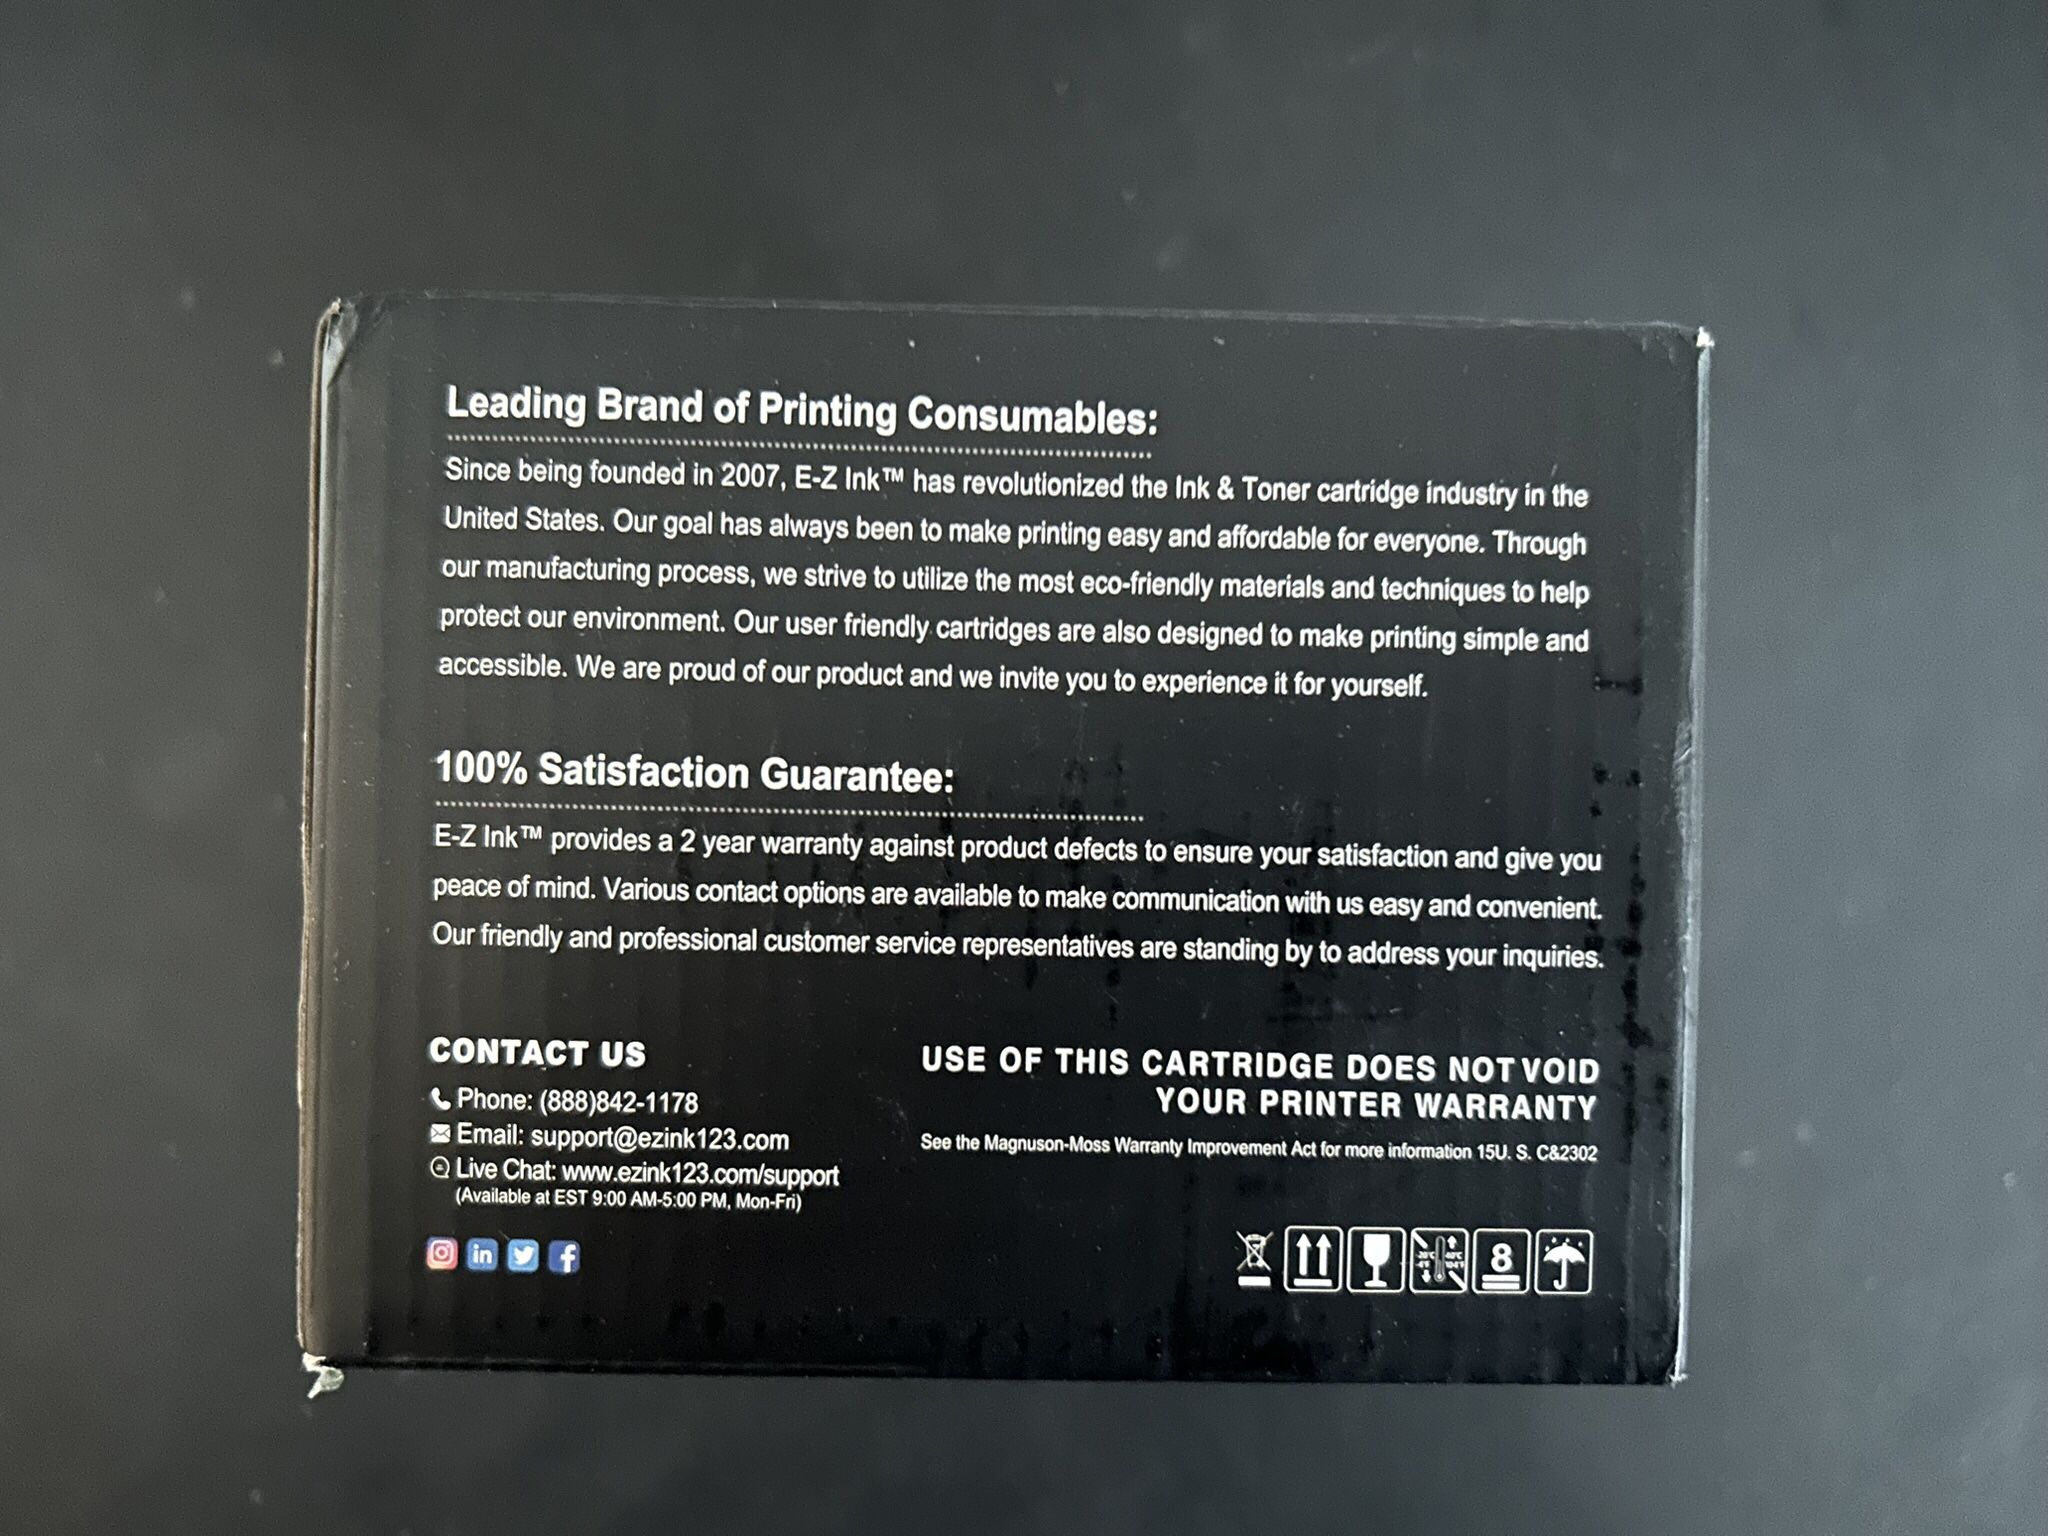 Leading Brand of Printing Consumables:
Since being founded in 2007, E-Z Ink™ has revolutionized the Ink & Toner cartridge industry in the
United States. Our goal has always been to make printing easy and affordable for everyone. Through
our manufacturing process, we strive to utilize the most eco-friendly materials and techniques to help
protect our environment. Our user friendly cartridges are also designed to make printing simple and
accessible. We are proud of our product and we invite you to experience it for yourself.
100% Satisfaction Guarantee:
E-Z Ink™ provides a 2 year warranty against product defects to ensure your satisfaction and give you
peace of mind. Various contact options are available to make communication with us easy and convenient.
Our friendly and professional customer service representatives are standing by to address your inquiries.
CONTACT US
Phone: (888)842-1178
Email: support@ezink123.com
Live Chat: www.ezink123.com/support
(Available at EST 9:00 AM-5:00 PM, Mon-Fri)
in
f
USE OF THIS CARTRIDGE DOES NOT VOID
YOUR PRINTER WARRANTY
See the Magnuson-Moss Warranty Improvement Act for more information 15U. S. C&2302
8